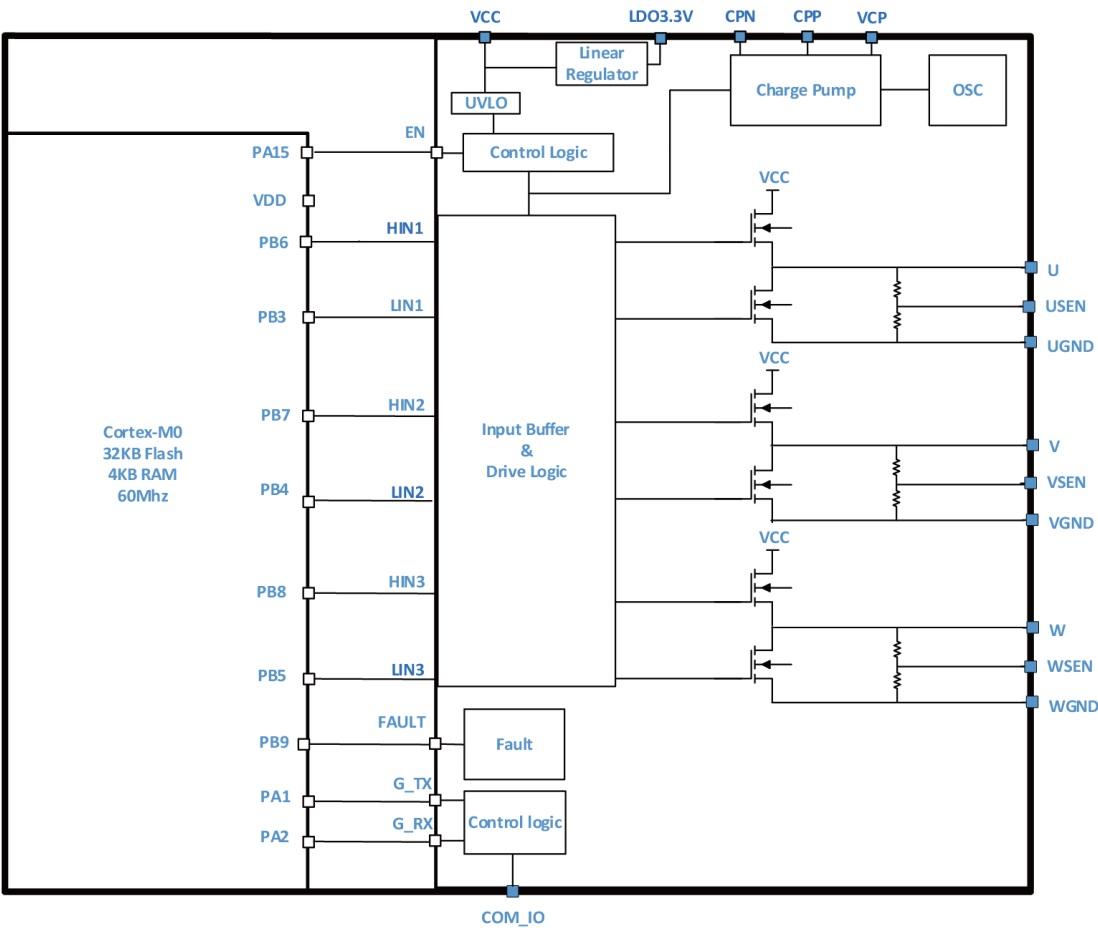 VCC
LDO3.3V
CPN
CPP
VCP
Linear
Regulator
Charge Pump
OSC
UVLO
EN
PA15
Control Logic
VDD
VCC
PB6
HIN1
U
PB3
LIN1
USEN
UGND
VCC
PB7
HIN2
Cortex-M0
32KB Flash
4KB RAM
60Mhz
Input Buffer
&
Drive Logic
V
PB4
LIN2
VSEN
VGND
VCC
PB8
HIN3
W
PB5
LIN3
WSEN
WGND
FAULT
PB9
Fault
G_TX
PA1
G_RX
PA2
Control logic
COM_IO